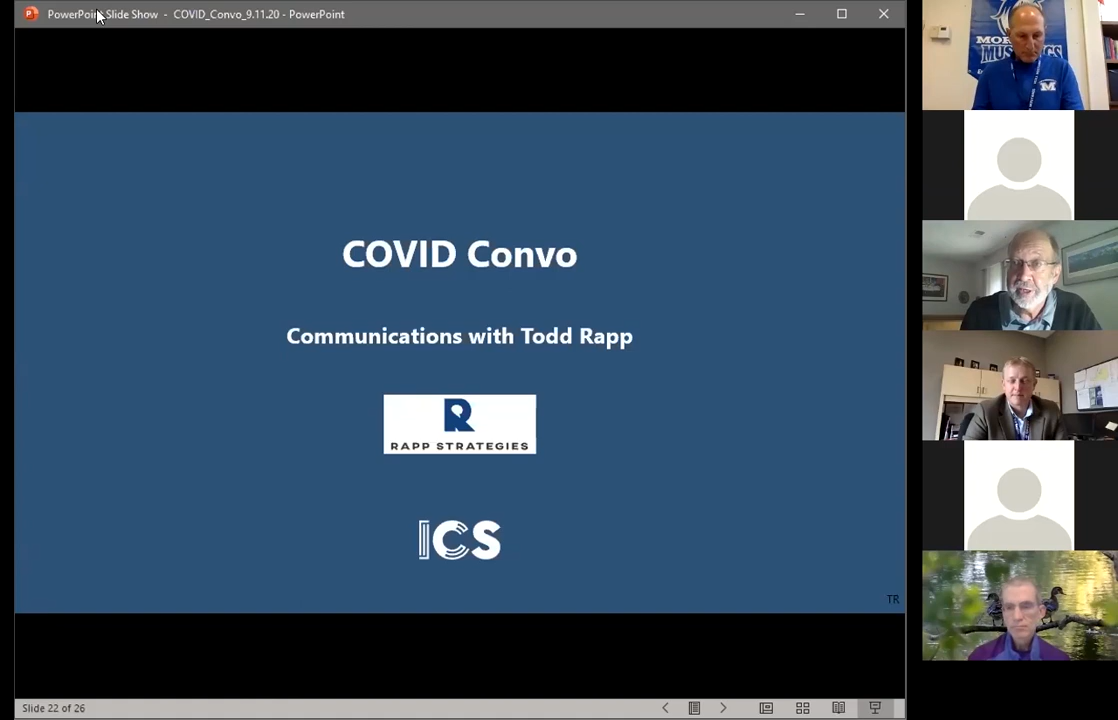 PowerPoint Slide Show - COVID_Convo_9.11.20 - PowerPoint
COVID Convo
Communications with Todd Rapp
R
RAPP STRATEGIES
ICS
TR
Slide 22 of 26
M